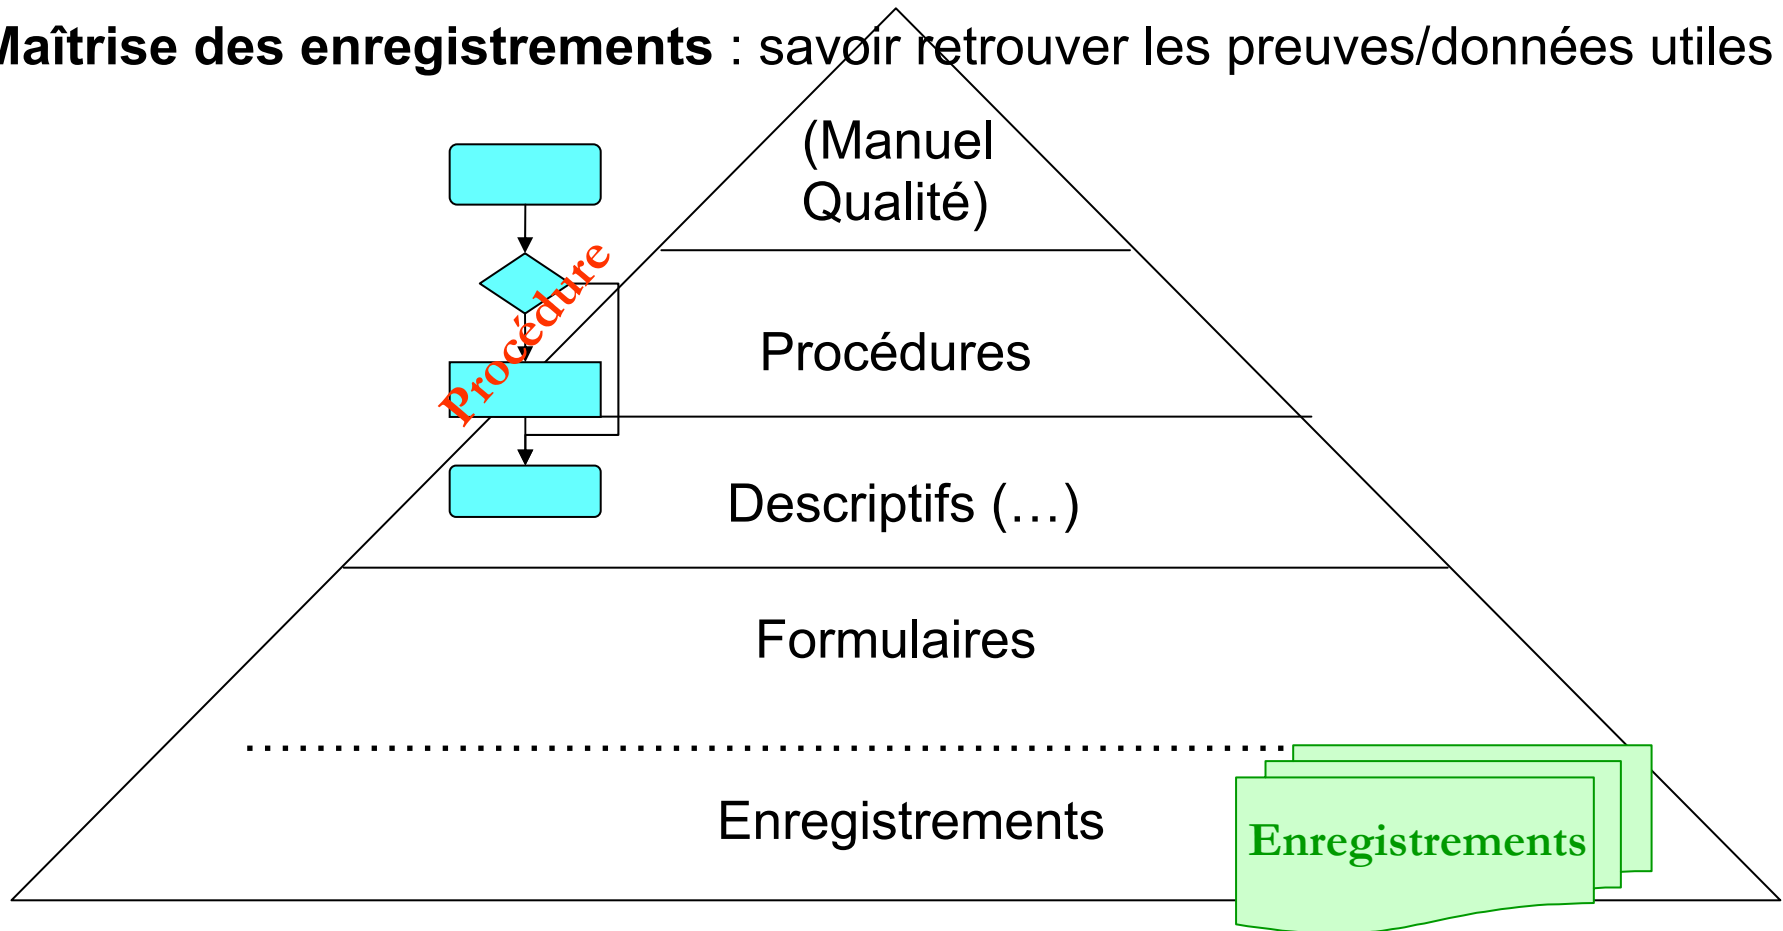 Maîtrise des enregistrements : savoir retrouver les preuves/données utiles
(Manuel
Qualité)
Procédure
Procédures
Descriptifs (…)
Formulaires
Enregistrements
Enregistrements